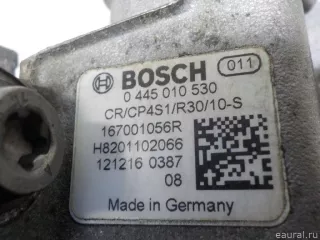 BOSCH 011
0 445 010 530
CR/CP4S1/R30/10-S
167001056R
H8201102066
121216 0387
08
Made in Germany
© eaural.ru